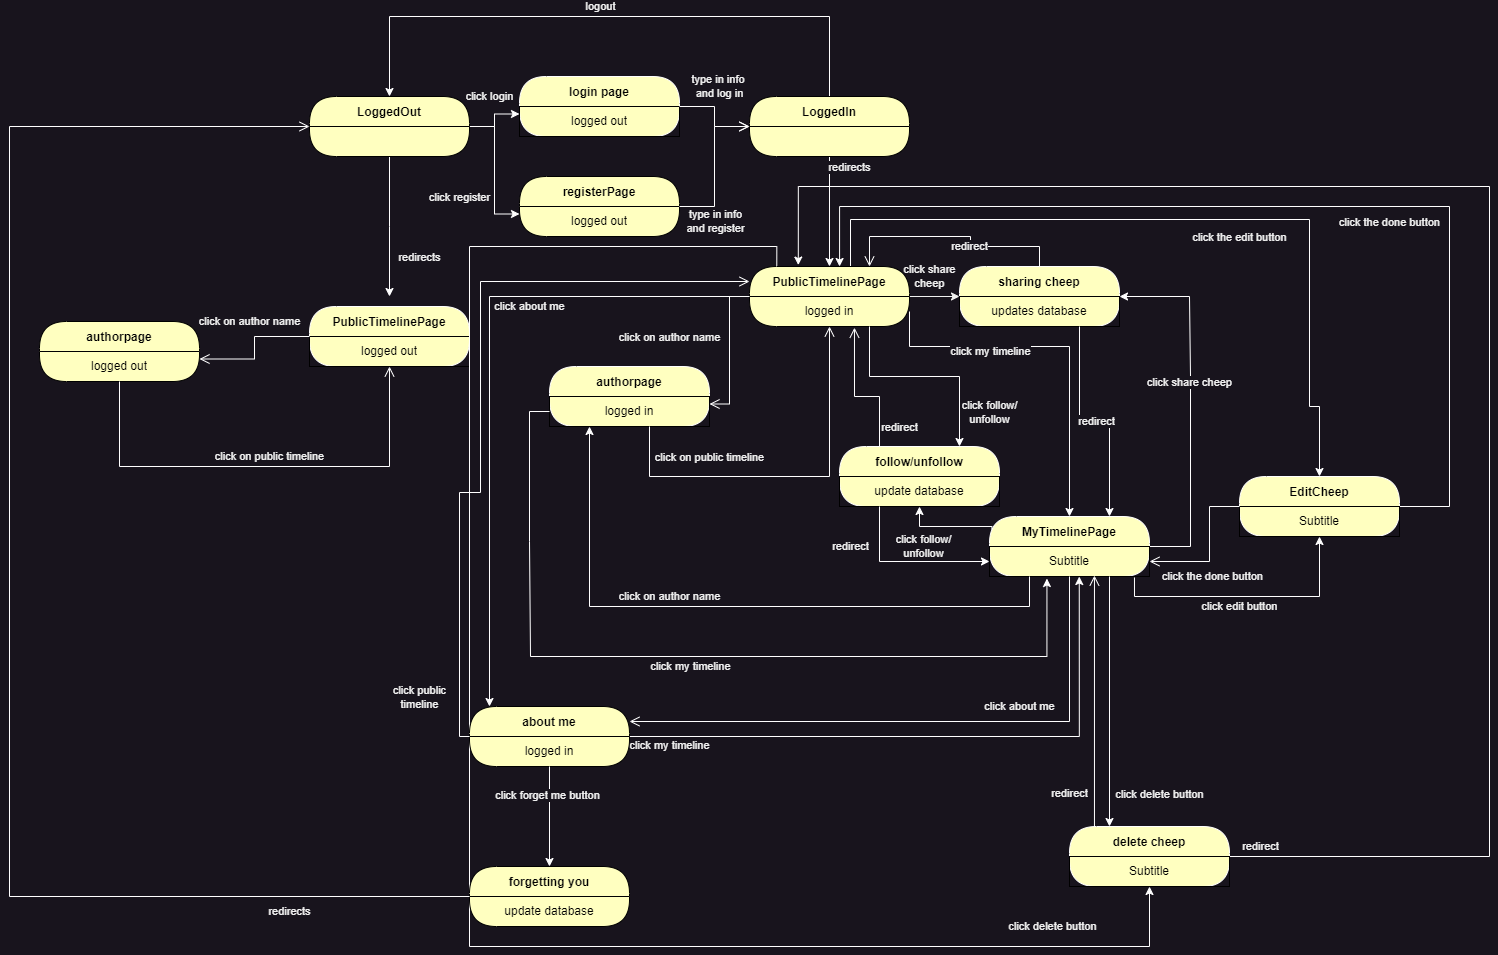 logout
LoggedOut
click login
login page
logged out
type in info
and log in
LoggedIn
redirects
click register
registerPage
logged out
type in info
and register
redirects
click the edit button
click the done button
redirect
click share
cheep
PublicTimelinePage
logged in
sharing cheep
updates database
click about me
click on author name
PublicTimelinePage
logged out
authorpage
logged out
click on author name
click my timeline
click share cheep
authorpage
logged in
click follow/
unfollow
redirect
redirect
click on public timeline
click on public timeline
follow/unfollow
update database
EditCheep
Subtitle
MyTimelinePage
Subtitle
redirect
click follow/
unfollow
click the done button
click edit button
click on author name
click my timeline
click public
timeline
click about me
about me
logged in
click my timeline
click forget me button
redirect
click delete button
delete cheep
Subtitle
redirect
forgetting you
update database
redirects
click delete button